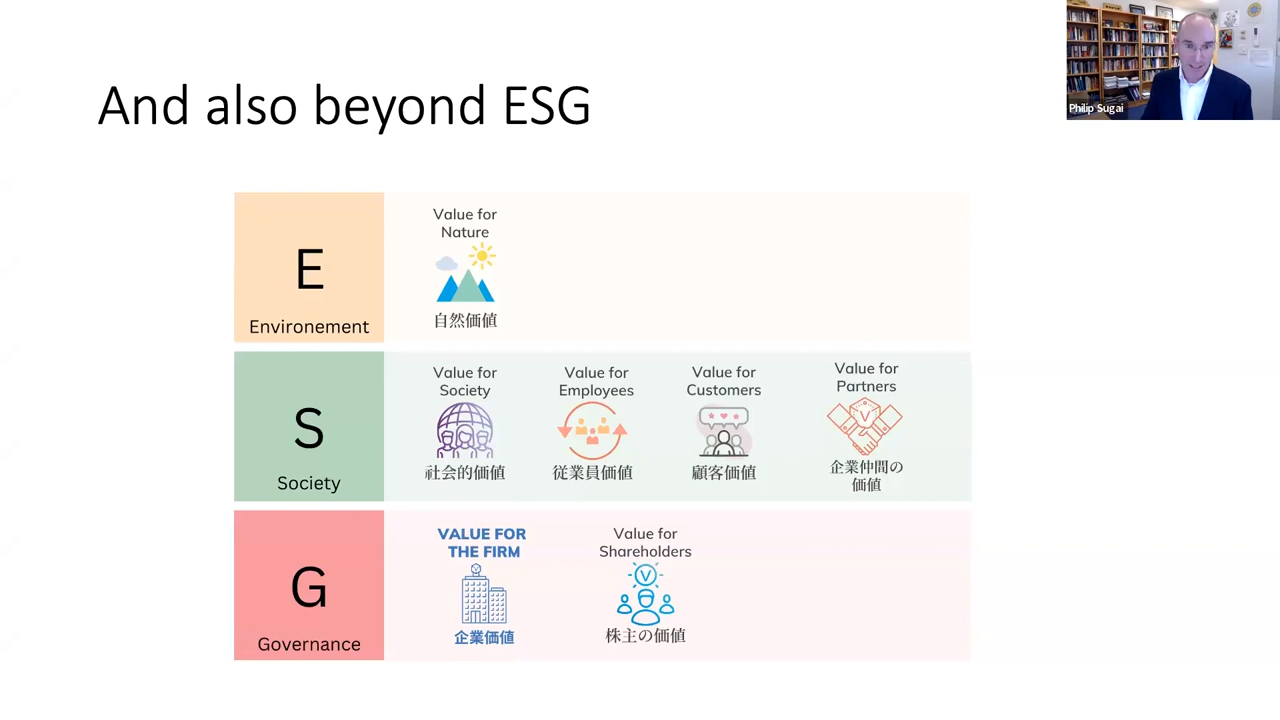 And also beyond ESG
Philip Sugai
E
Environement
Value for
Nature
自然価値
S
Society
Value for
Society
社会的価値
Value for
Employees
従業員価値
Value for
Customers
顧客価値
Value for
Partners
V
企業仲間の
価値
G
Governance
VALUE FOR
THE FIRM
企業価値
Value for
Shareholders
V
株主の価値